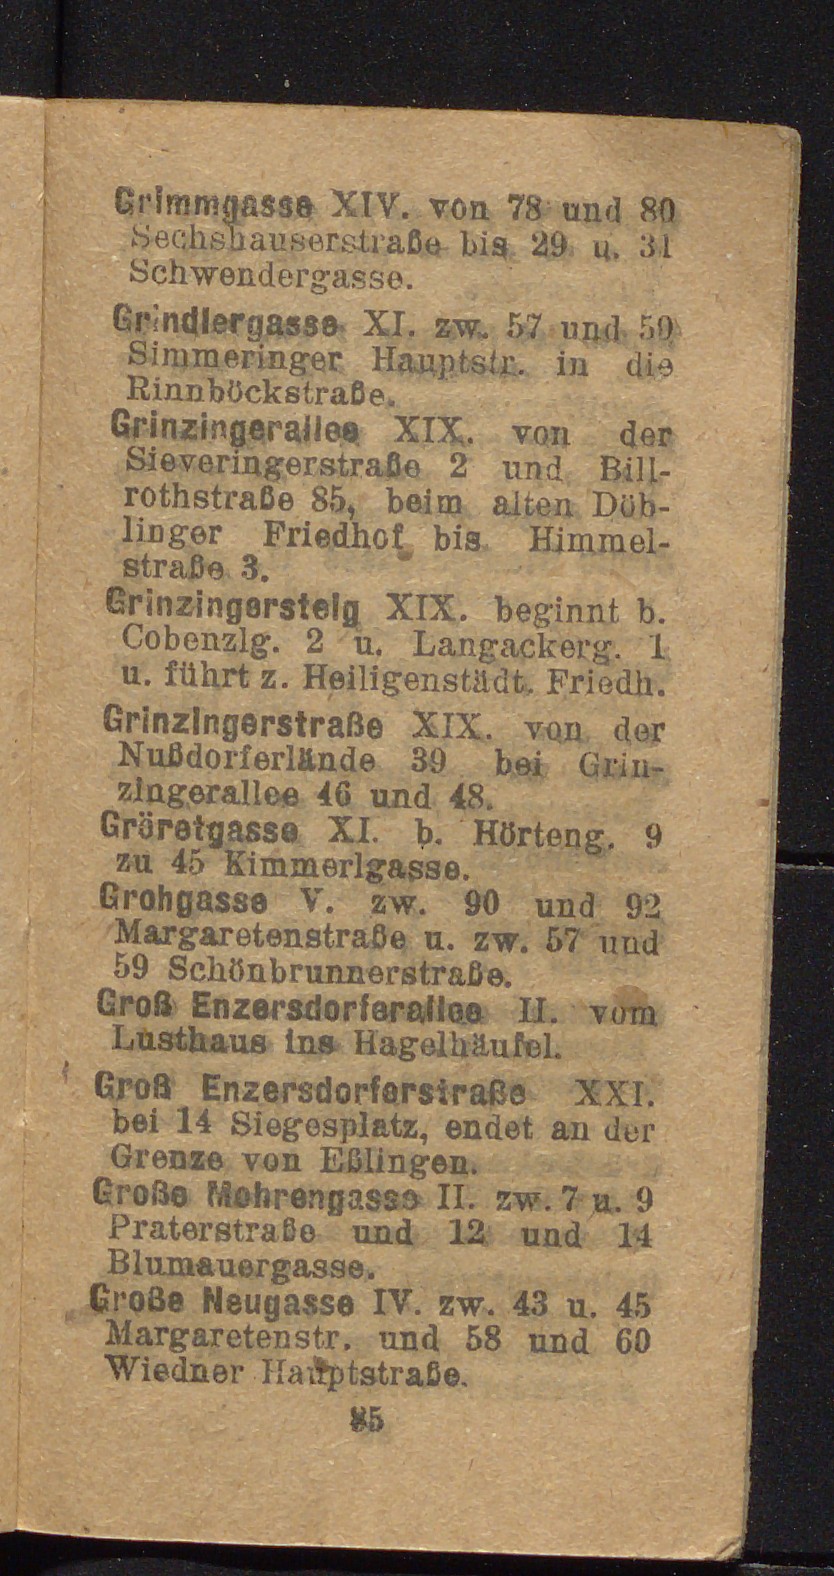 Grimmgasse XIV. von 78 und 80
Sechshauserstraße bis 29 u. 31
Schwendergasse.
Grindlergasse XI. zw. 57 und 59
Simmeringer Hauptstr. in die
Rinnböckstraße.
Grinzingerallee XIX. von der
Sieveringerstraße 2 und Bill-
rothstraße 85, beim alten Döb-
linger Friedhof bis Himmel-
straße 3.
Grinzingersteig XIX. beginnt b.
Cobenzlg. 2 u. Langackerg. 1
u. führt z. Heiligenstädt. Friedh.
Grinzingerstraße XIX. von der
Nußdorferlände 39 bei Grin-
zingerallee 46 und 48.
Gröretgasse XI. b. Hörteng. 9
zu 45 Kimmerlgasse.
Grohgasse V. zw. 90 und 92
Margaretenstraße u. zw. 57 und
59 Schönbrunnerstraße.
Groß Enzersdorferallee II. vom
Lusthaus ins Hagelhäufel.
Groß Enzersdorferstraße XXI.
bei 14 Siegesplatz, endet an der
Grenze von Eßlingen.
Große Mohrengasse II. zw. 7 u. 9
Praterstraße und 12 und 14
Blumauergasse.
Große Neugasse IV. zw. 43 u. 45
Margaretenstr. und 58 und 60
Wiedner Hauptstraße.
85